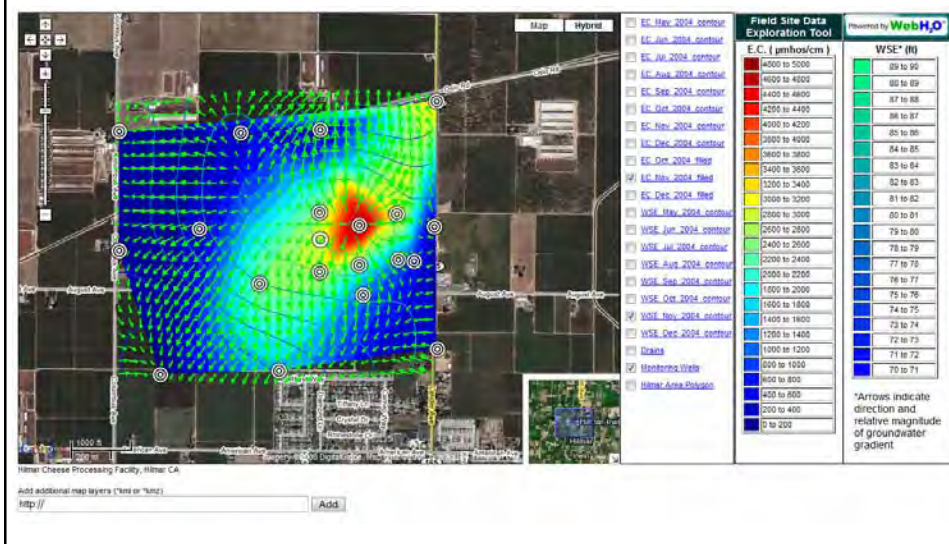 Map
Hybrid
Cole Rd
August Ave
August Ave
August Ave
American Ave
1000 ft
200 m
Hilmar
Hilmar Cheese Processing Facility, Hilmar CA
Add additional map layers (*kml or *kmz)
http://
Add
EC May 2004 contour
EC Jun 2004 contour
EC Jul 2004 contour
EC Aug 2004 contour
EC Sep 2004 contour
EC Oct 2004 contour
EC Nov 2004 contour
EC Dec 2004 contour
EC Oct 2004 filled
EC Nov 2004 filled
EC Dec 2004 filled
WSE May 2004 contour
WSE Jun 2004 contour
WSE Jul 2004 contour
WSE Aug 2004 contour
WSE Sep 2004 contour
WSE Oct 2004 contour
WSE Nov 2004 contour
WSE Dec 2004 contour
Drains
Monitoring Wells
Hilmar Area Polygon
Field Site Data
Exploration Tool
E.C. ( µmhos/cm )
4800 to 5000
4600 to 4800
4400 to 4600
4200 to 4400
4000 to 4200
3800 to 4000
3600 to 3800
3400 to 3600
3200 to 3400
3000 to 3200
2800 to 3000
2600 to 2800
2400 to 2600
2200 to 2400
2000 to 2200
1800 to 2000
1600 to 1800
1400 to 1600
1200 to 1400
1000 to 1200
800 to 1000
600 to 800
400 to 600
200 to 400
0 to 200
Powered by WebH₂O
WSE* (ft)
89 to 90
88 to 89
87 to 88
86 to 87
85 to 86
84 to 85
83 to 84
82 to 83
81 to 82
80 to 81
79 to 80
78 to 79
77 to 78
76 to 77
75 to 76
74 to 75
73 to 74
72 to 73
71 to 72
70 to 71
*Arrows indicate
direction and
relative magnitude
of groundwater
gradient